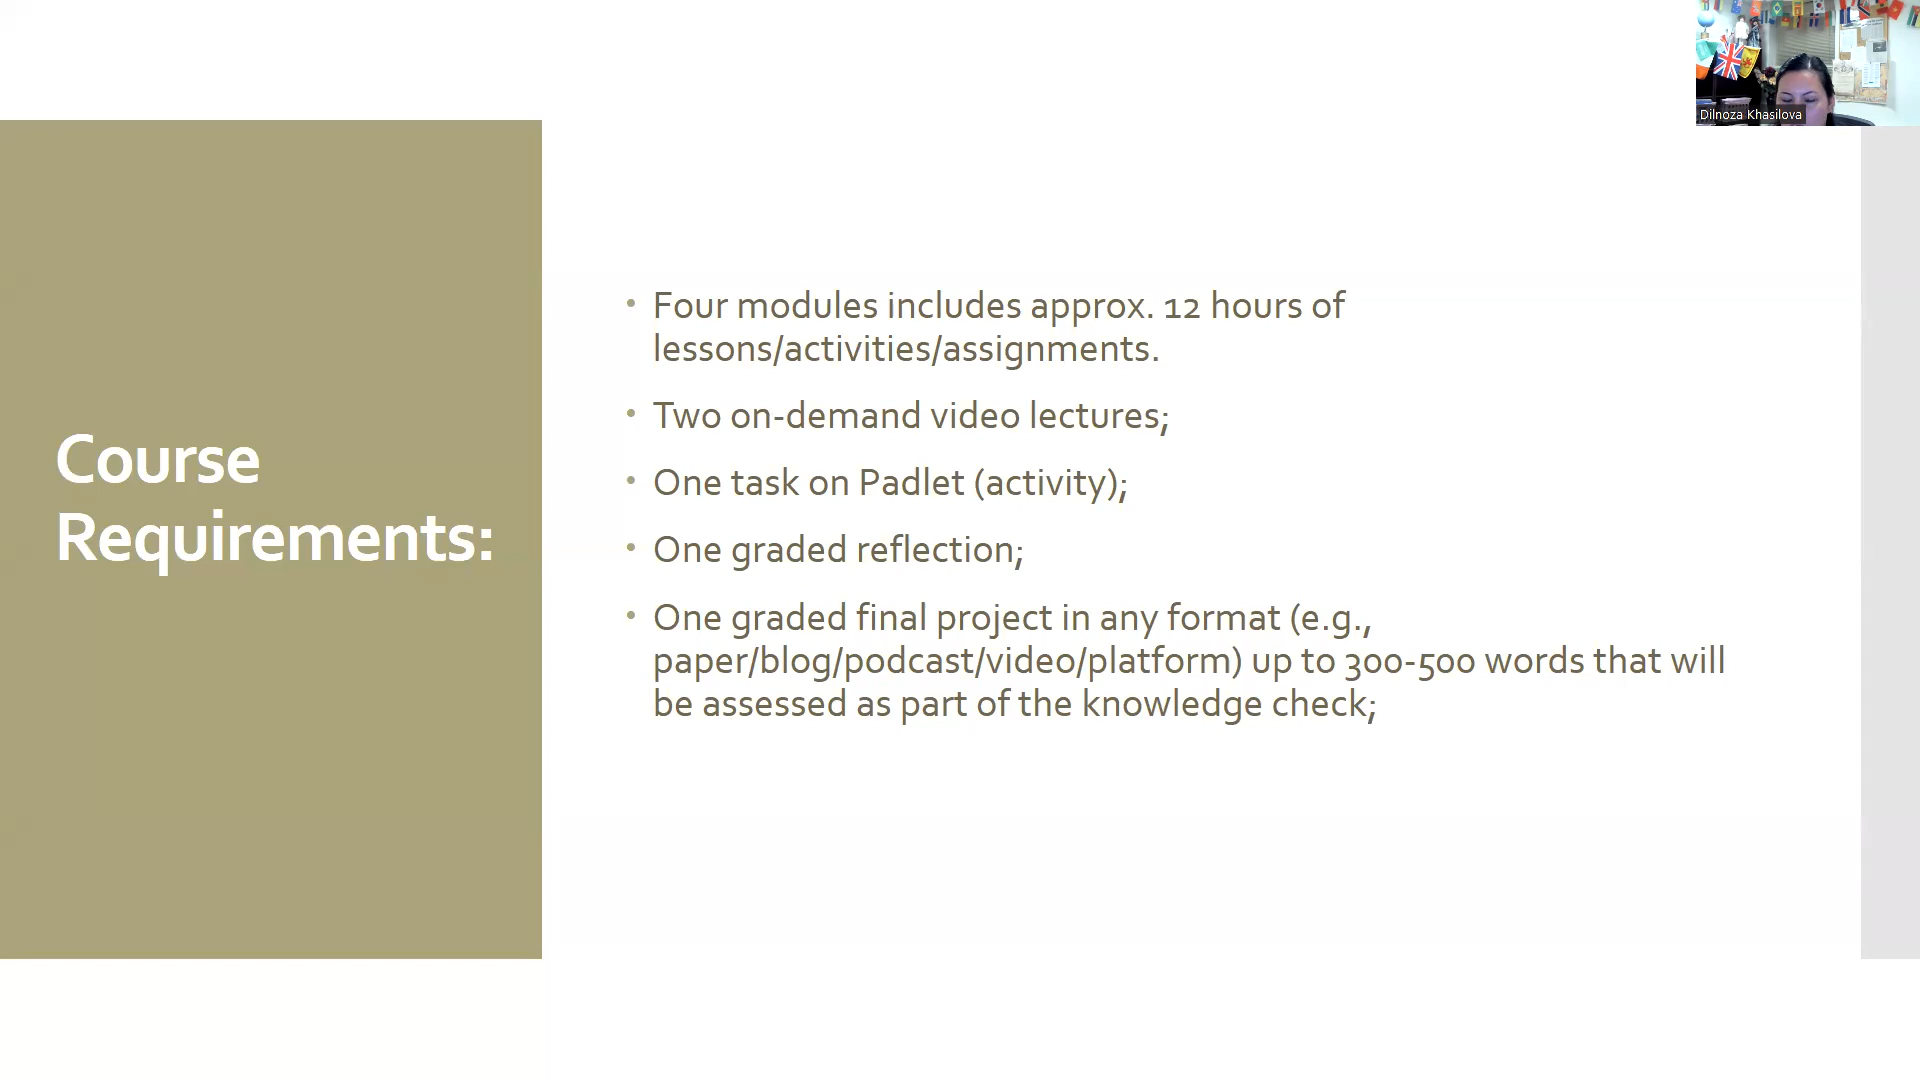 Dilnoza Khasilova
Course
Requirements:
• Four modules includes approx. 12 hours of
lessons/activities/assignments.
• Two on-demand video lectures;
• One task on Padlet (activity);
• One graded reflection;
• One graded final project in any format (e.g.,
paper/blog/podcast/video/platform) up to 300-500 words that will
be assessed as part of the knowledge check;